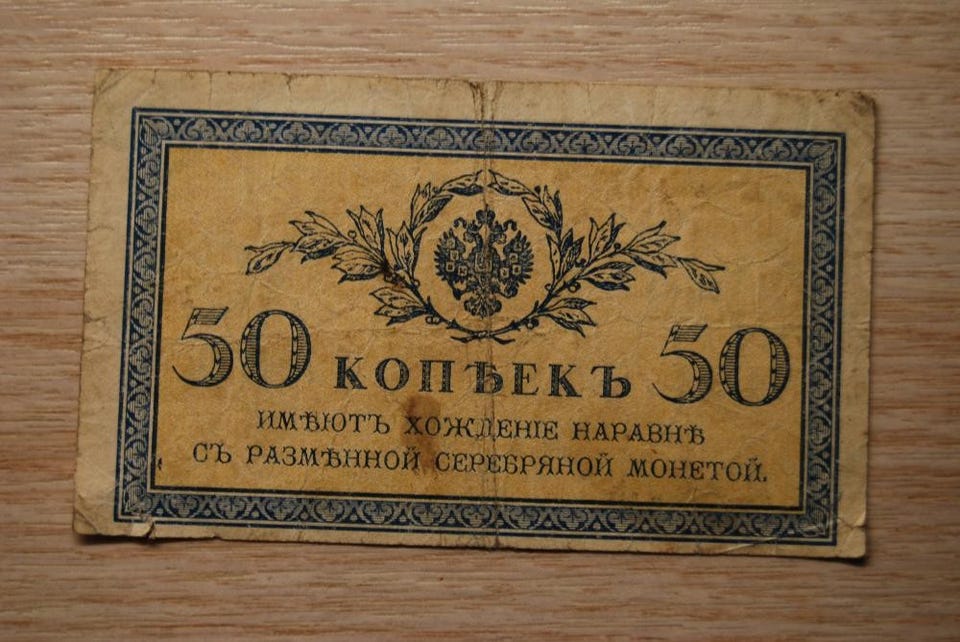 50 КОПѢЕКЪ 50
ИМѢЮТЪ ХОЖДЕНІЕ НАРАВНѢ
СЪ РАЗМѢННОЙ СЕРЕБРЯНОЙ МОНЕТОЙ.